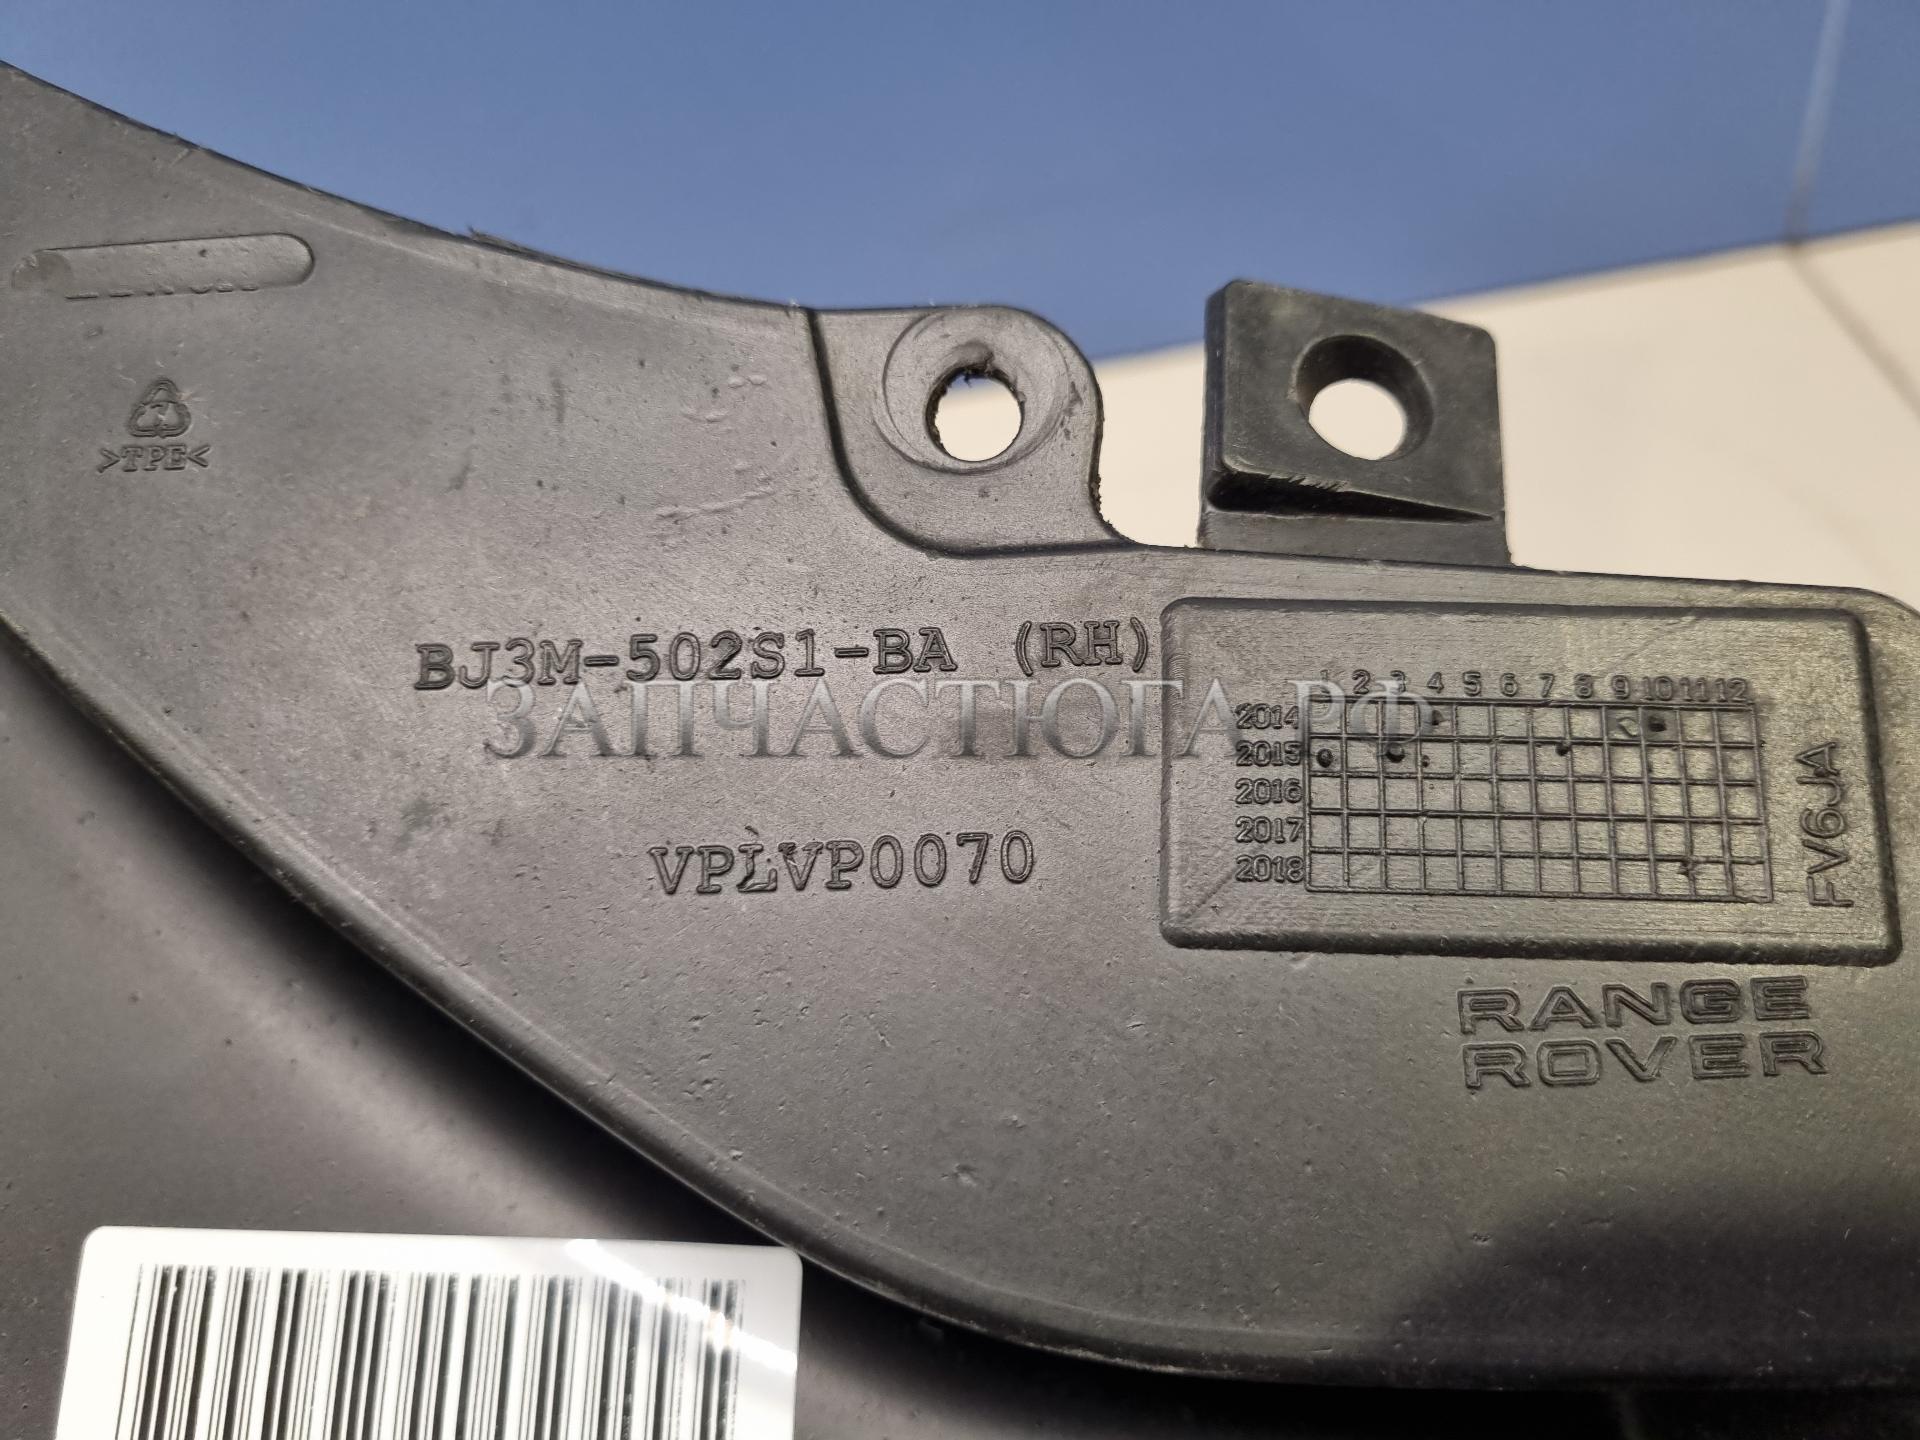 >TPE<
BJ3M-502S1-BA (RH)
ЗАПЧАСТЮГА.РФ
VPLVP0070
1 2 3 4 5 6 7 8 9 10 11 12
2014
2015
2016
2017
2018
FV6JA
RANGE
ROVER